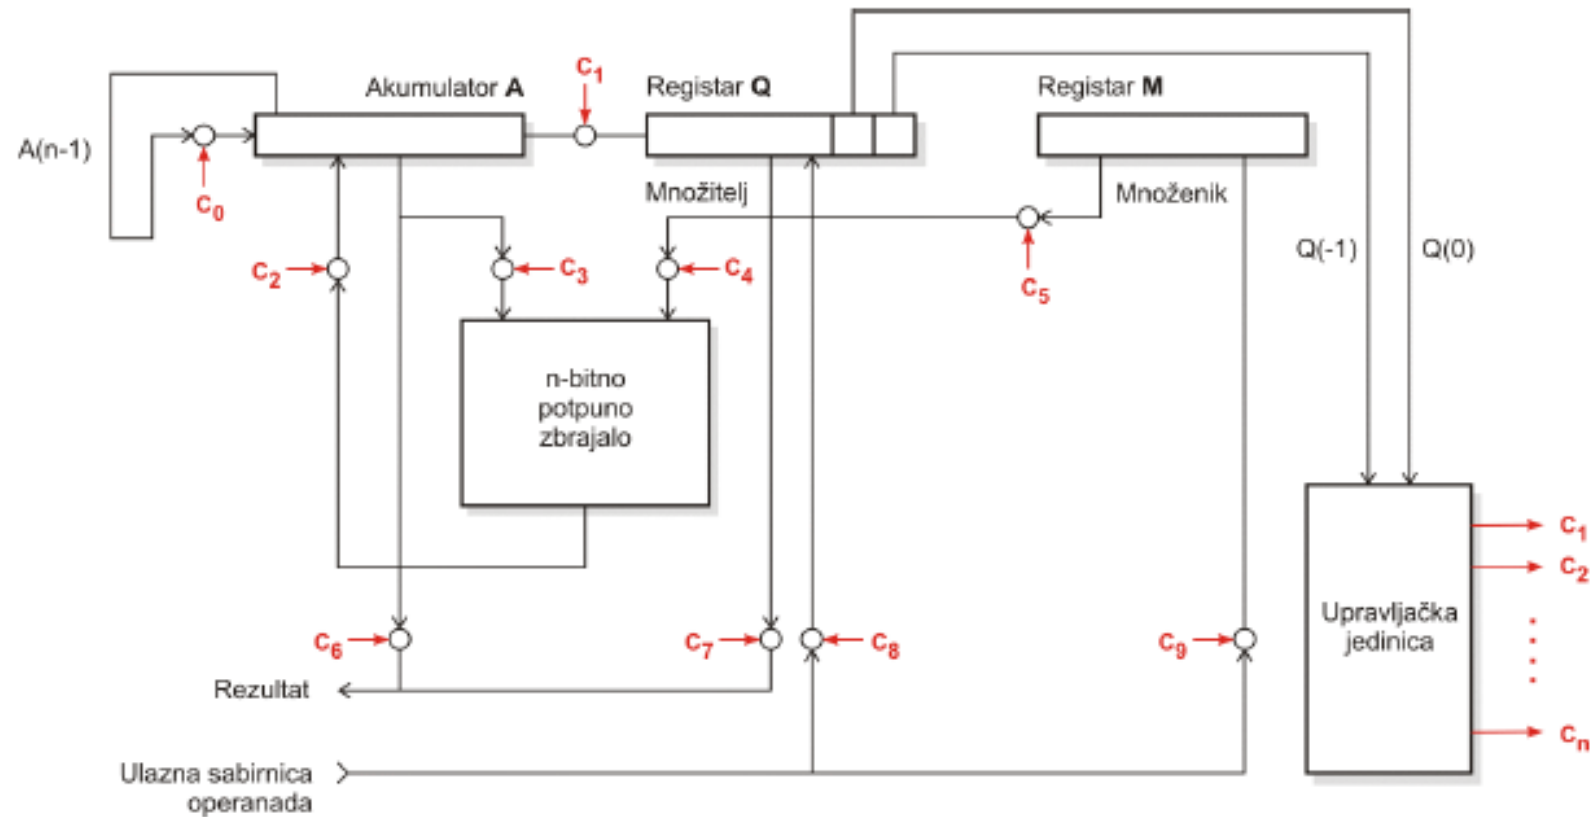 Akumulator A
C1
Registar Q
Registar M
A(n-1)
C0
Množitelj
Množenik
C2
C3
C4
C5
Q(-1)
Q(0)
n-bitno
potpuno
zbrajalo
C1
C2
Upravljačka
jedinica
C6
C7
C8
C9
Rezultat
Cn
Ulazna sabirnica
operanada